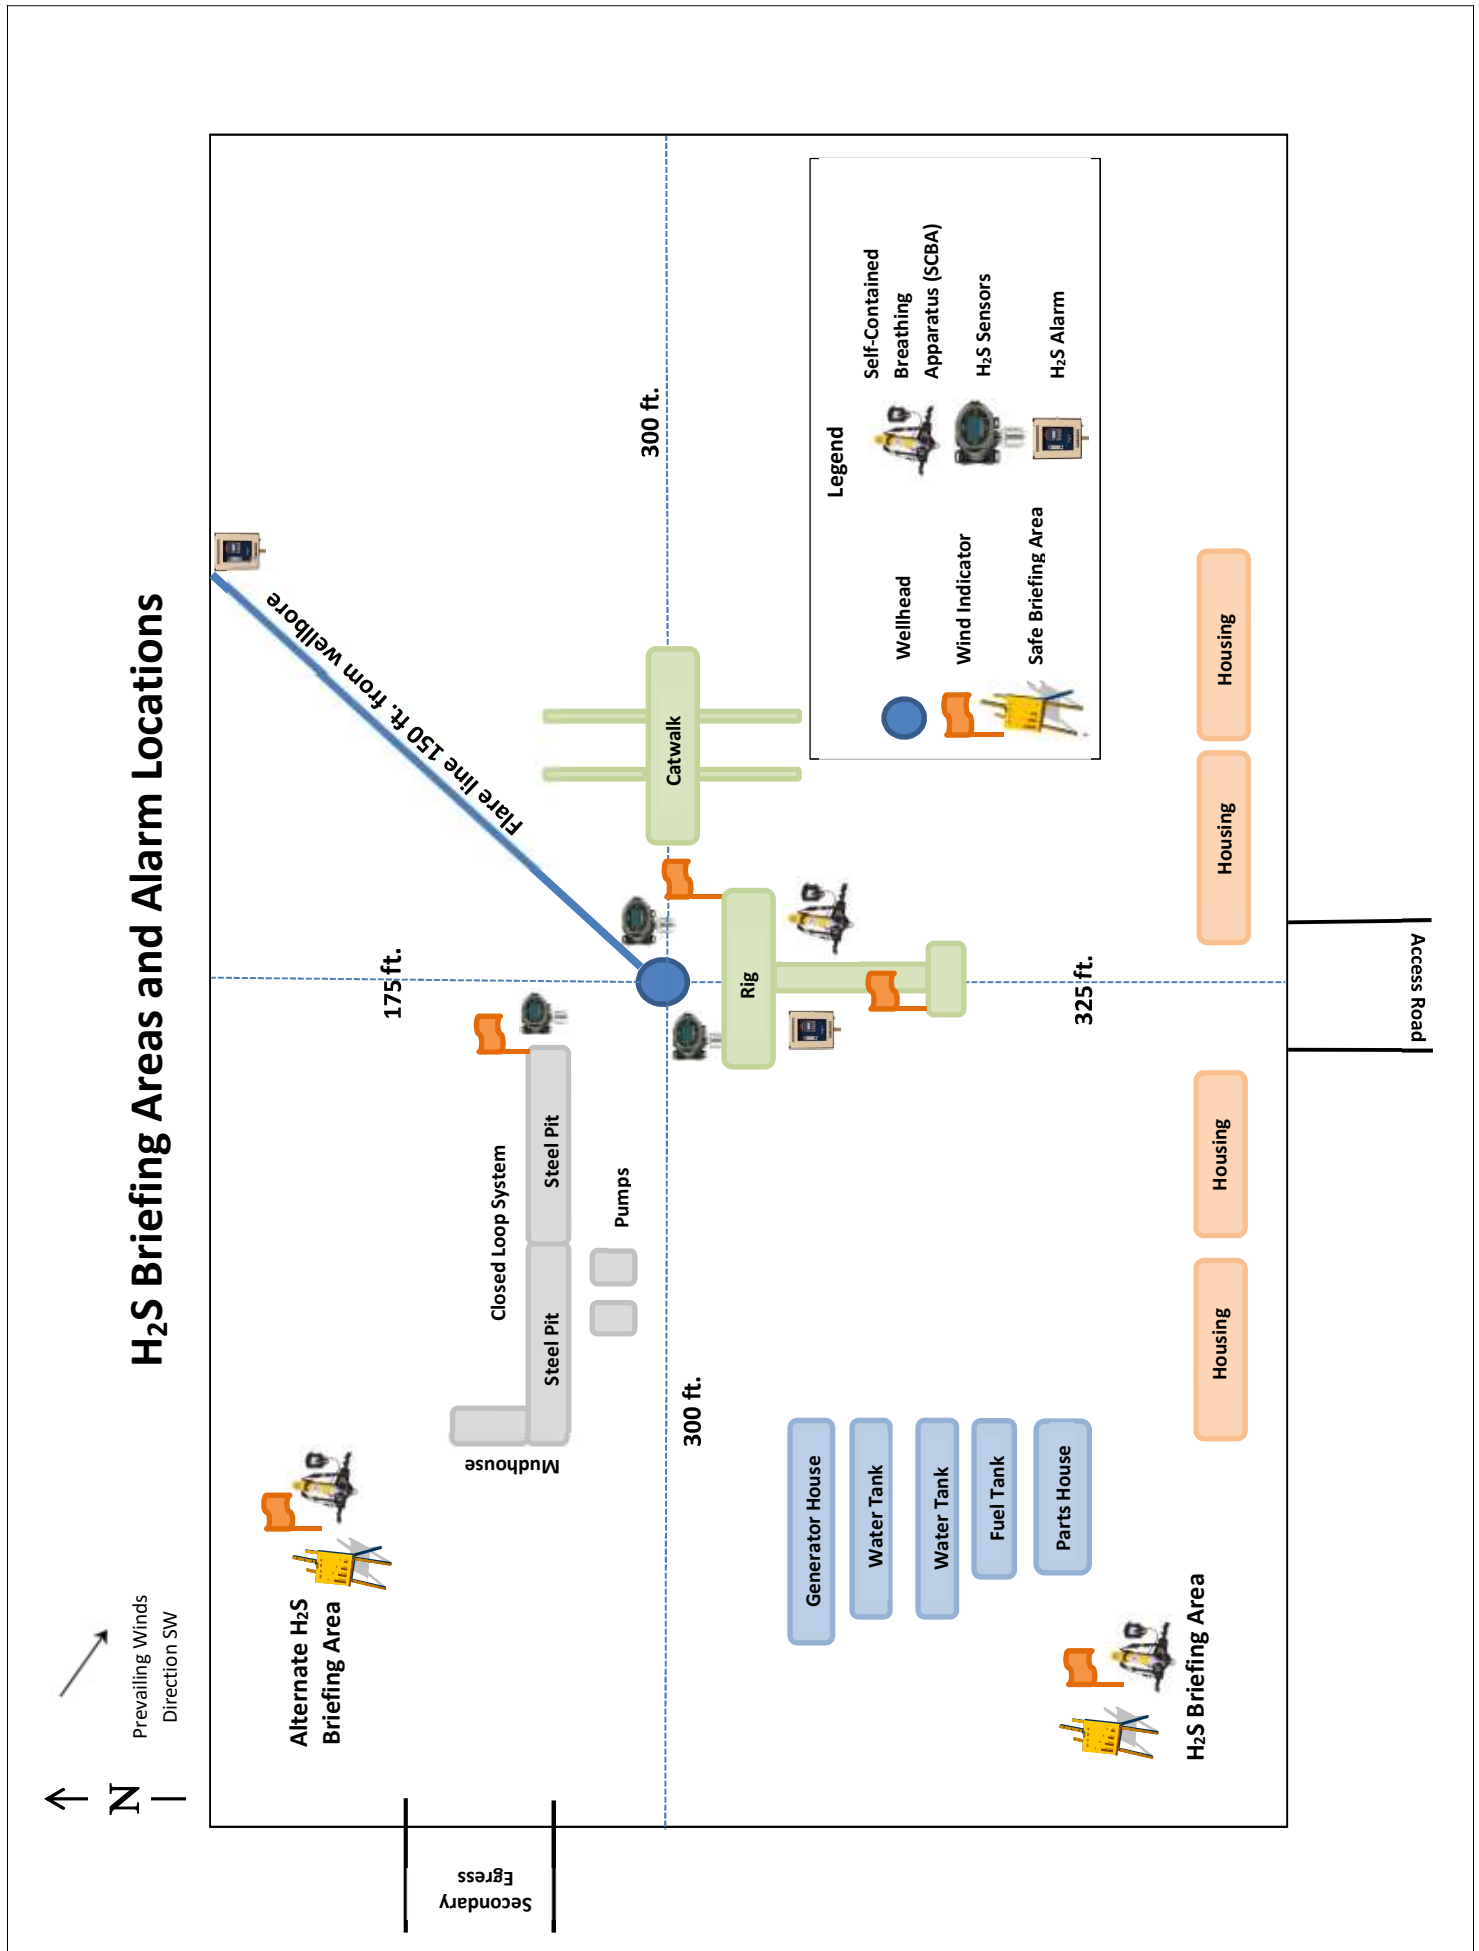 H₂S Briefing Areas and Alarm Locations
N
Prevailing Winds
Direction SW
Alternate H₂S
Briefing Area
Secondary
Egress
Mudhouse
Closed Loop System
Steel Pit
Steel Pit
Pumps
175 ft.
Flare line 150 ft. from wellbore
300 ft.
300 ft.
Catwalk
Rig
325 ft.
Generator House
Water Tank
Water Tank
Fuel Tank
Parts House
H₂S Briefing Area
Housing
Housing
Housing
Housing
Access Road
Legend
Wellhead
Wind Indicator
Safe Briefing Area
Self-Contained
Breathing
Apparatus (SCBA)
H₂S Sensors
H₂S Alarm